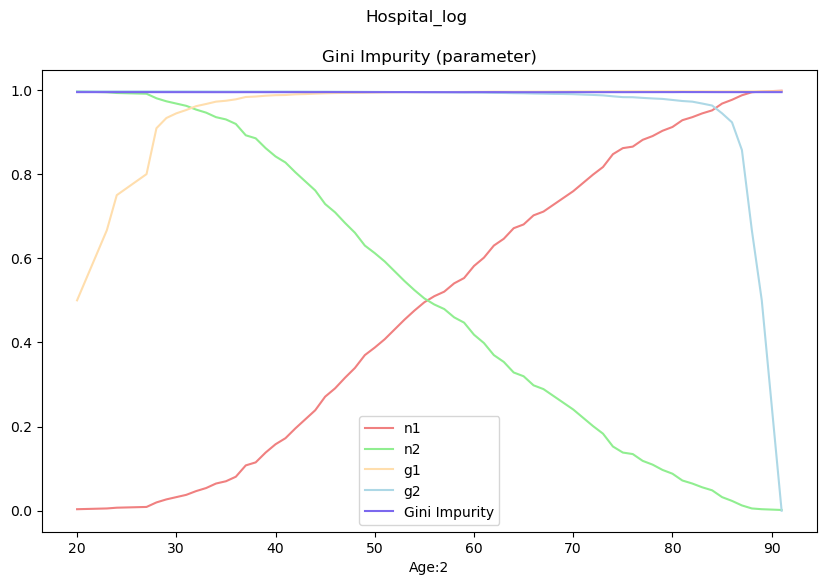 Hospital_log
Gini Impurity (parameter)
1.0
0.8
0.6
0.4
0.2
0.0
n1
n2
g1
g2
Gini Impurity
20 30 40 50 60 70 80 90
Age:2